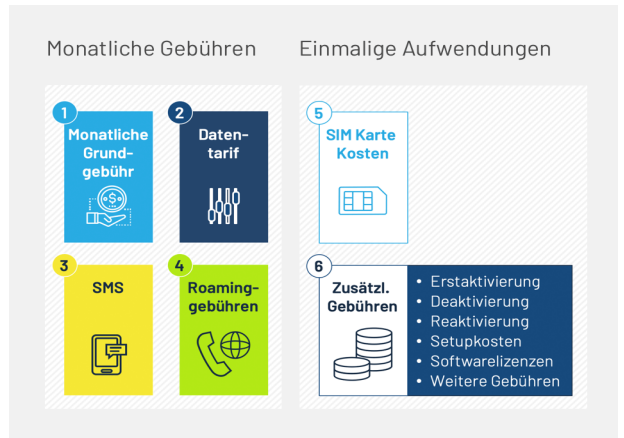 Monatliche Gebühren
Einmalige Aufwendungen
1
Monatliche
Grund-
gebühr
2
Daten-
tarif
3
SMS
4
Roaming-
gebühren
5
SIM Karte
Kosten
6
Zusätzl.
Gebühren
• Erstaktivierung
• Deaktivierung
• Reaktivierung
• Setupkosten
• Softwarelizenzen
• Weitere Gebühren